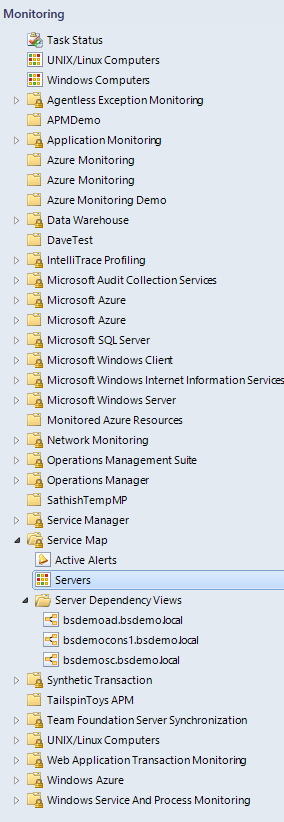 Monitoring
Task Status
UNIX/Linux Computers
Windows Computers
Agentless Exception Monitoring
APMDemo
Application Monitoring
Azure Monitoring
Azure Monitoring
Azure Monitoring Demo
Data Warehouse
DaveTest
IntelliTrace Profiling
Microsoft Audit Collection Services
Microsoft Azure
Microsoft Azure
Microsoft SQL Server
Microsoft Windows Client
Microsoft Windows Internet Information Services
Microsoft Windows Server
Monitored Azure Resources
Network Monitoring
Operations Management Suite
Operations Manager
SathishTempMP
Service Manager
Service Map
Active Alerts
Servers
Server Dependency Views
bsdemoad.bsdemo.local
bsdemocons1.bsdemo.local
bsdemosc.bsdemo.local
Synthetic Transaction
TailspinToys APM
Team Foundation Server Synchronization
UNIX/Linux Computers
Web Application Transaction Monitoring
Windows Azure
Windows Service And Process Monitoring